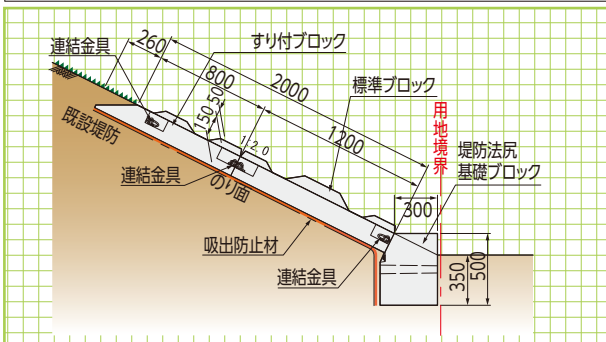 260
すり付ブロック
連結金具
800
2000
標準ブロック
50
150
1200
用地境界
既設堤防
1:2.0
堤防法尻
基礎ブロック
連結金具
のり面
300
吸出防止材
連結金具
350
500